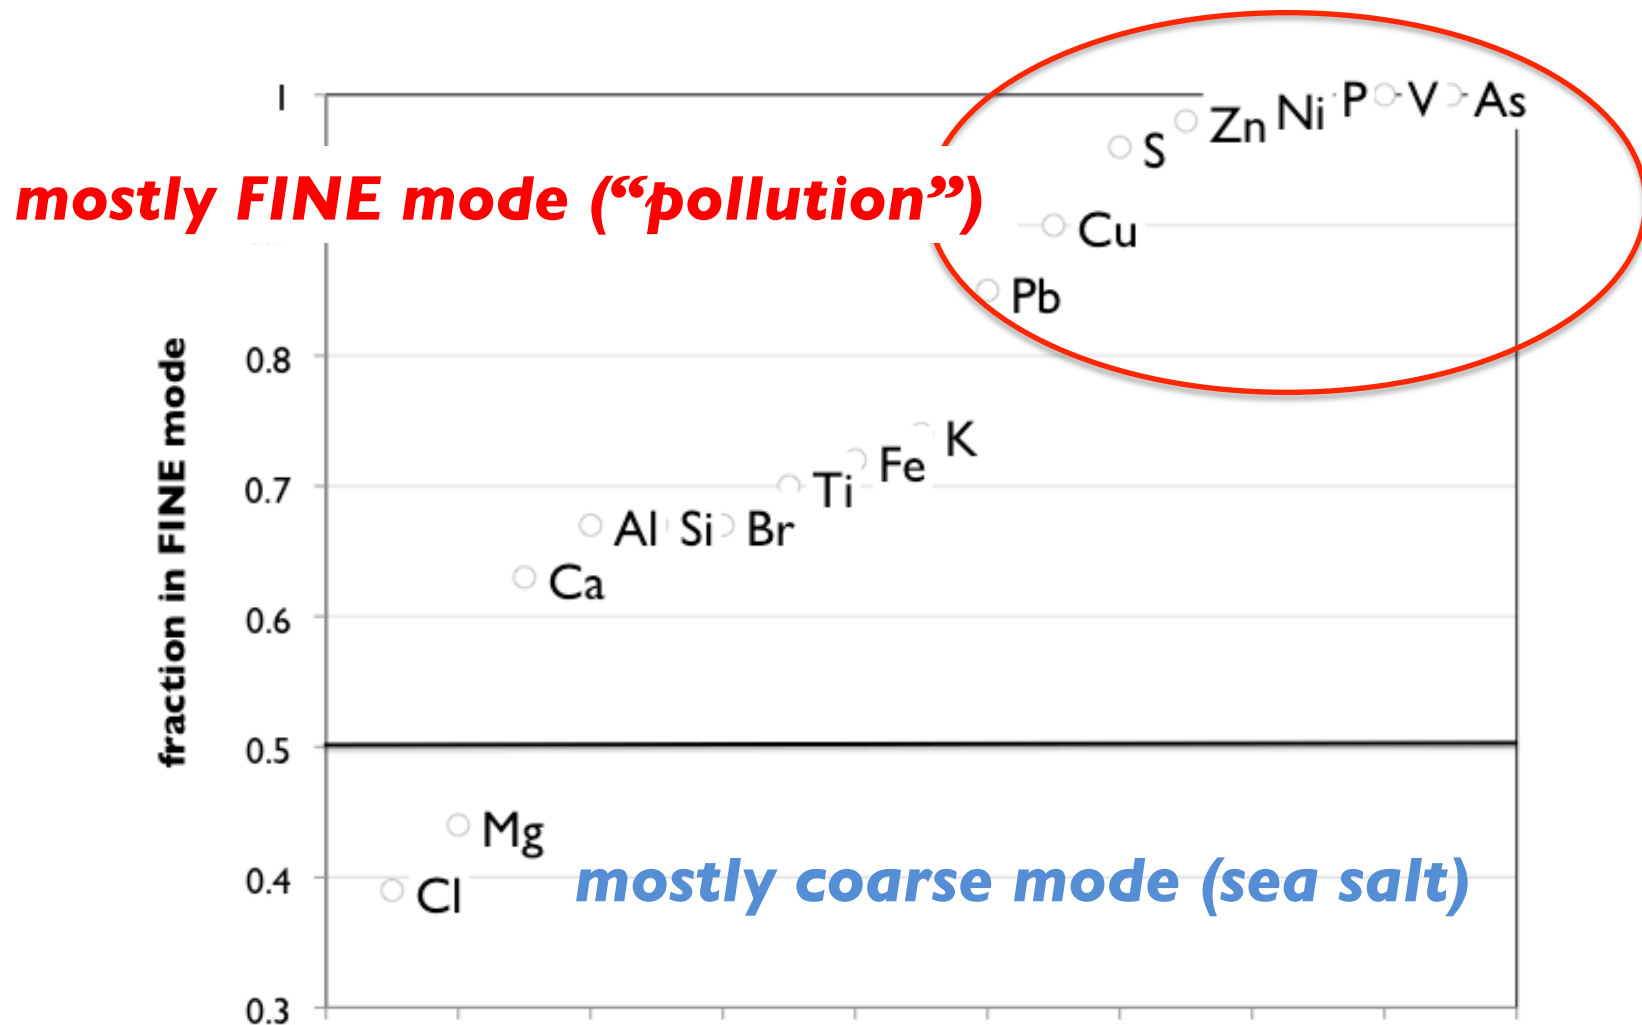 1
P V As
Zn Ni
S
mostly FINE mode (“pollution”)
Cu
Pb
fraction in FINE mode
0.8
K
Fe
0.7
Ti
Al Si Br
Ca
0.6
0.5
Mg
0.4
mostly coarse mode (sea salt)
Cl
0.3